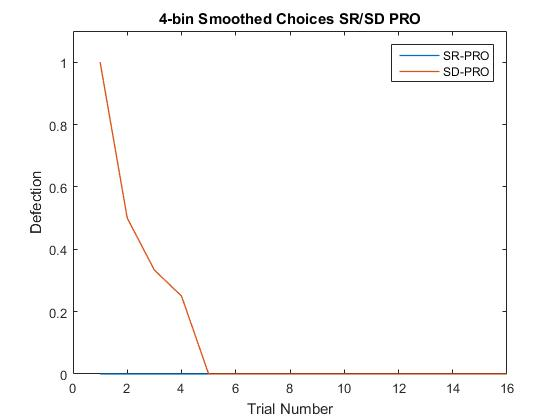 4-bin Smoothed Choices SR/SD PRO
SR-PRO
SD-PRO
1
0.8
0.6
0.4
0.2
0
Defection
0 2 4 6 8 10 12 14 16
Trial Number